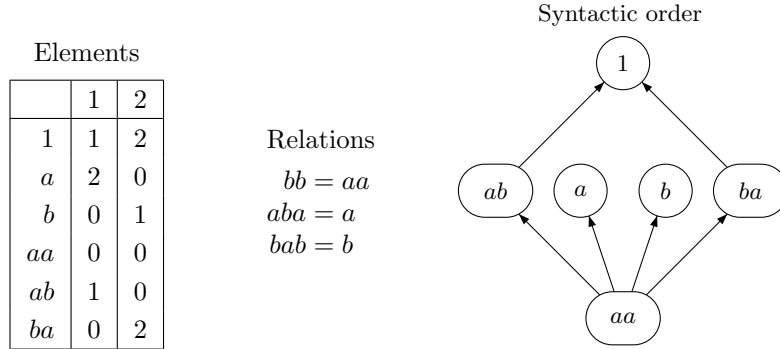 Elements
1 2
1 1 2
a 2 0
b 0 1
aa 0 0
ab 1 0
ba 0 2
Relations
bb = aa
aba = a
bab = b
Syntactic order
1
ab a b ba
aa